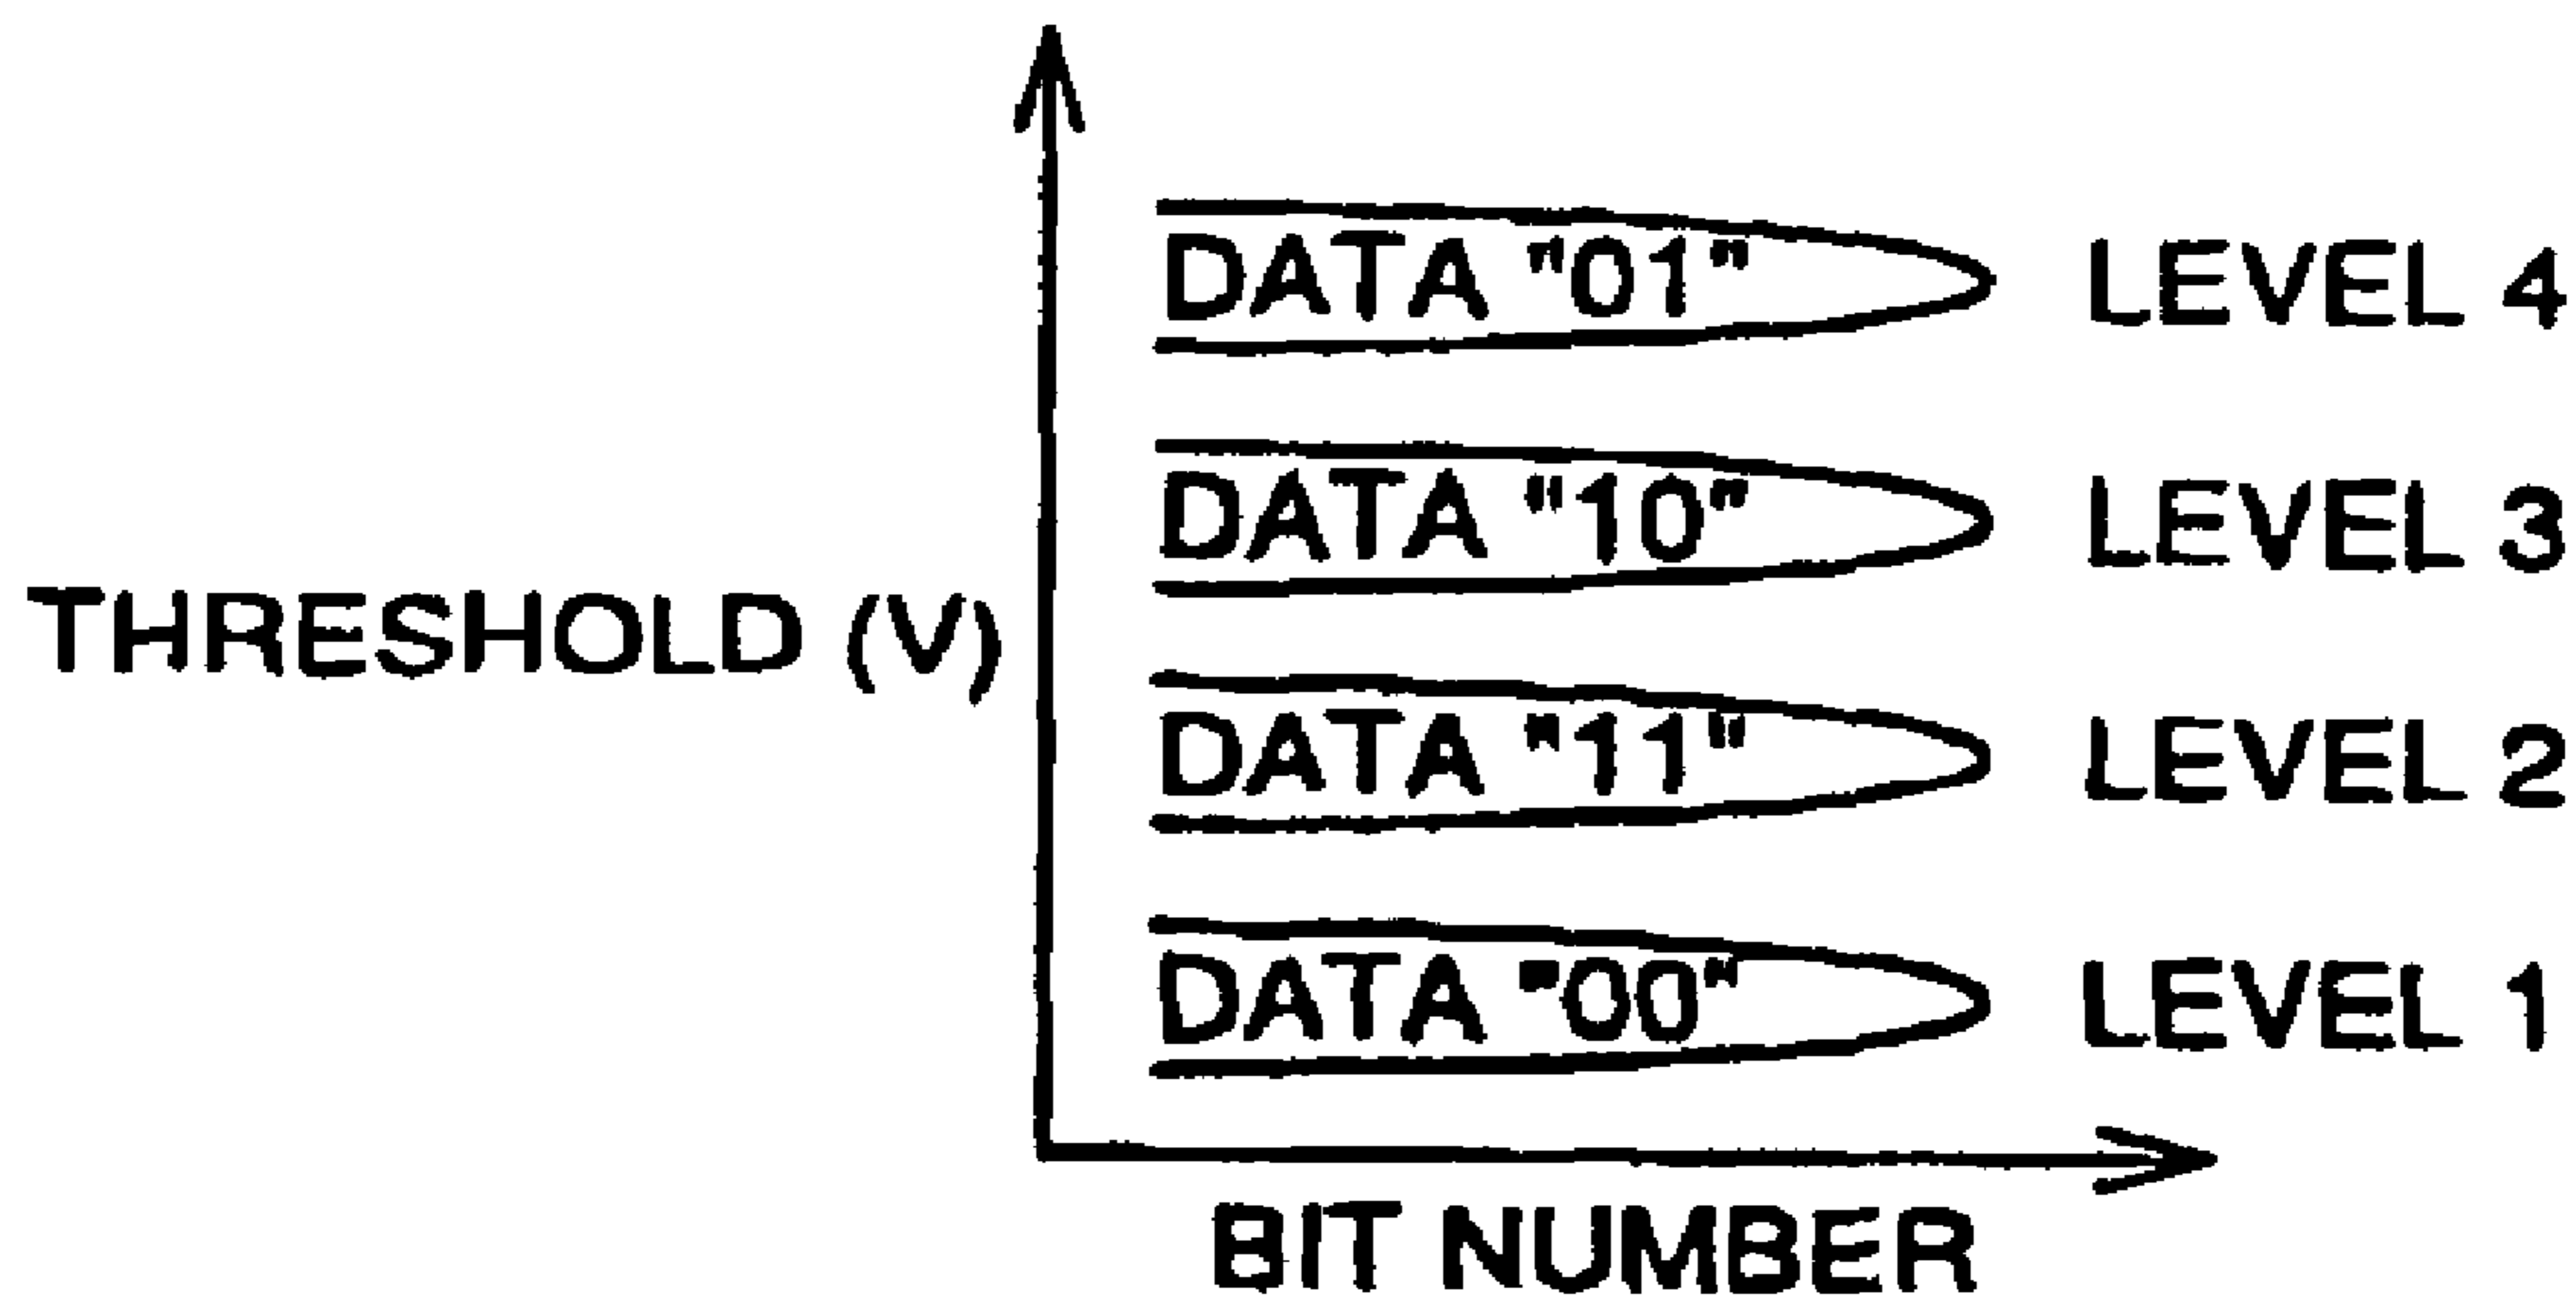 DATA "01" LEVEL 4
DATA "10" LEVEL 3
THRESHOLD (V)
DATA "11" LEVEL 2
DATA "00" LEVEL 1
BIT NUMBER